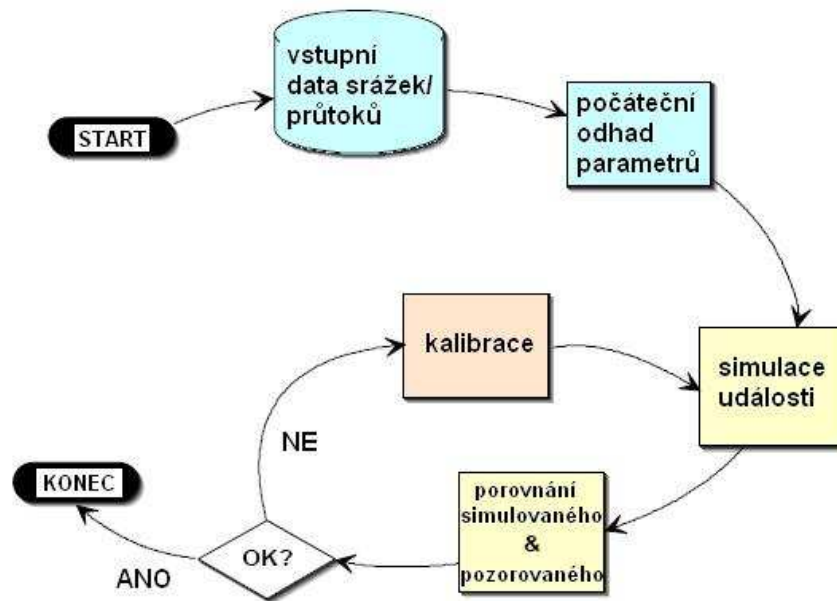 START
vstupní
data srážek/
průtoků
počáteční
odhad
parametrů
simulace
události
porovnání
simulovaného
&
pozorovaného
OK?
NE
kalibrace
ANO
KONEC